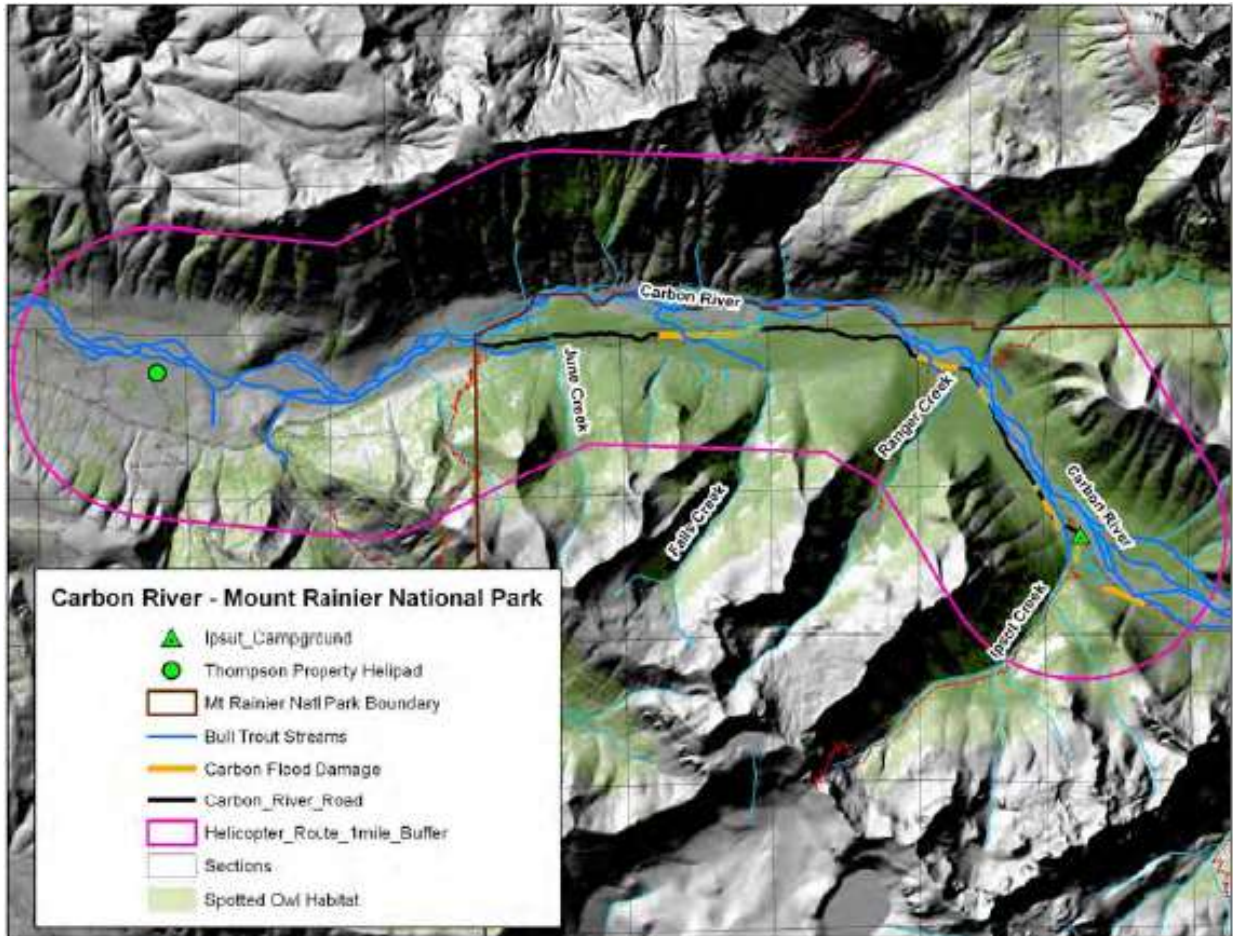 Carbon River
June Creek
Ranger Creek
Falls Creek
Carbon River
Ipsut Creek
Carbon River - Mount Rainier National Park
Ipsut_Campground
Thompson Property Helipad
Mt Rainier Natl Park Boundary
Bull Trout Streams
Carbon Flood Damage
Carbon_River_Road
Helicopter_Route_1mile_Buffer
Sections
Spotted Owl Habitat